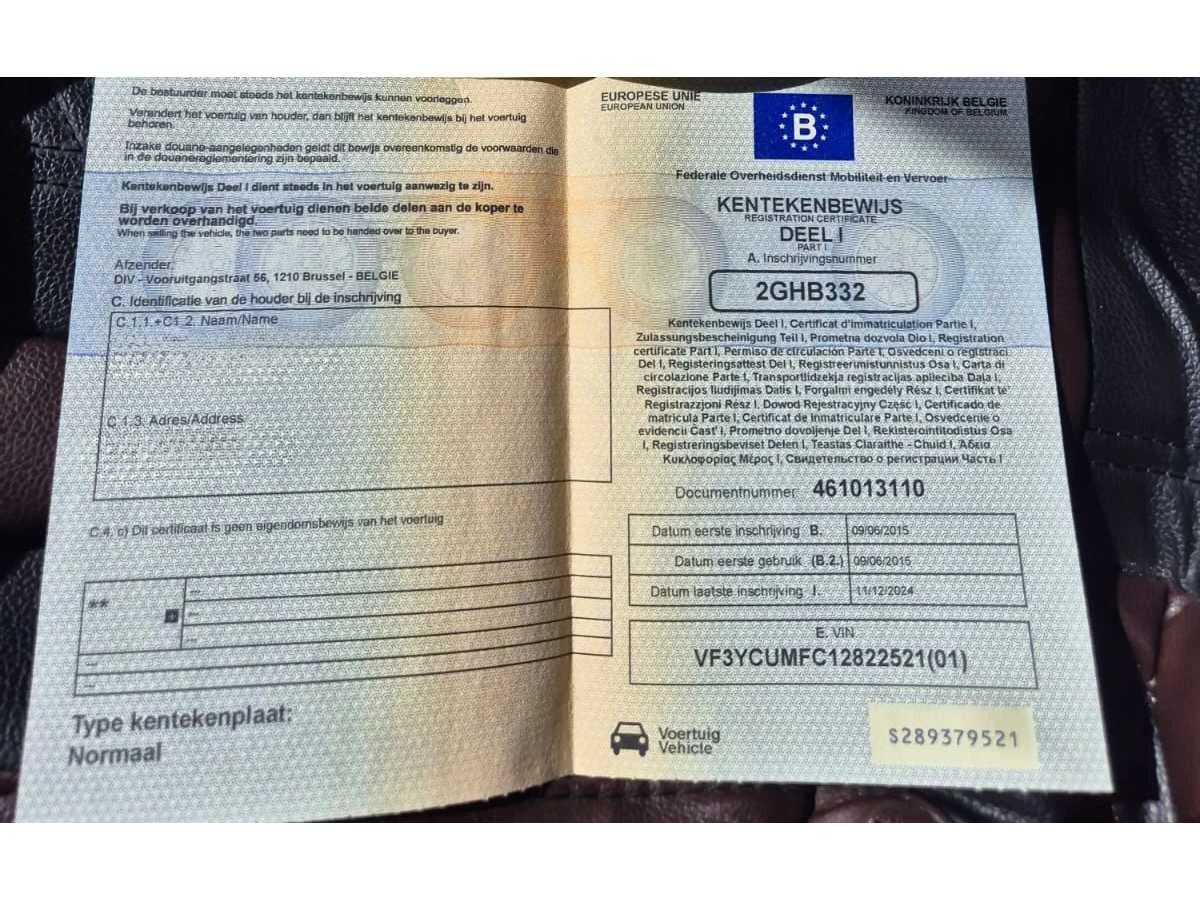 De bestuurder moet steeds het kentekenbewijs kunnen voorleggen.
Verandert het voertuig van houder, dan blijft het kentekenbewijs bij het voertuig
behoren.
Inzake douane-aangelegenheden geldt dit bewijs overeenkomstig de voorwaarden die
in de douanereglementering zijn bepaald.
Kentekenbewijs Deel I dient steeds in het voertuig aanwezig te zijn.
Bij verkoop van het voertuig dienen beide delen aan de koper te
worden overhandigd.
When selling the vehicle, the two parts need to be handed over to the buyer.
Afzender:
DIV - Vooruitgangstraat 56, 1210 Brussel - BELGIE
C. Identificatie van de houder bij de inschrijving
C.1.1.+C1.2. Naam/Name
C.1.3. Adres/Address
C.4. c) Dit certificaat is geen eigendomsbewijs van het voertuig
**
---
---
---
---
---
Type kentekenplaat:
Normaal
EUROPESE UNIE
EUROPEAN UNION
B
KONINKRIJK BELGIE
KINGDOM OF BELGIUM
Federale Overheidsdienst Mobiliteit en Vervoer
KENTEKENBEWIJS
REGISTRATION CERTIFICATE
DEEL I
PART I
A. Inschrijvingsnummer
2GHB332
Kentekenbewijs Deel I, Certificat d'immatriculation Partie I,
Zulassungsbescheinigung Teil I, Prometna dozvola Dio I, Registration
certificate Part I, Permiso de circulación Parte I, Osvedceni o registraci
Del I, Registeringsattest Del I, Registreerimistunnistus Osa I, Carta di
circolazione Parte I, Transportlidzekja registracijas aplieciba Daļa I,
Registracijos liudijimas Dalis I, Forgalmi engedély Rész I, Certifikat te'
Registrazzjoni Rész I, Dowod Rejestracyjny Część I, Certificado de
matricula Parte I, Certificat de Inmatriculare Parte I, Osvedcenie o
evidencii Čast' I, Prometno dovoljenje Del I, Rekisterointitodistus Osa
I, Registreringsbeviset Delen I, Teastas Claraithe - Chuid I, Άδεια
Κυκλοφορίας Μέρος I, Свидетельство о регистрации Часть I
Documentnummer: 461013110
Datum eerste inschrijving B. 09/06/2015
Datum eerste gebruik (B.2.) 09/06/2015
Datum laatste inschrijving I. 11/12/2024
E. VIN
VF3YCUMFC12822521(01)
Voertuig
Vehicle
S289379521